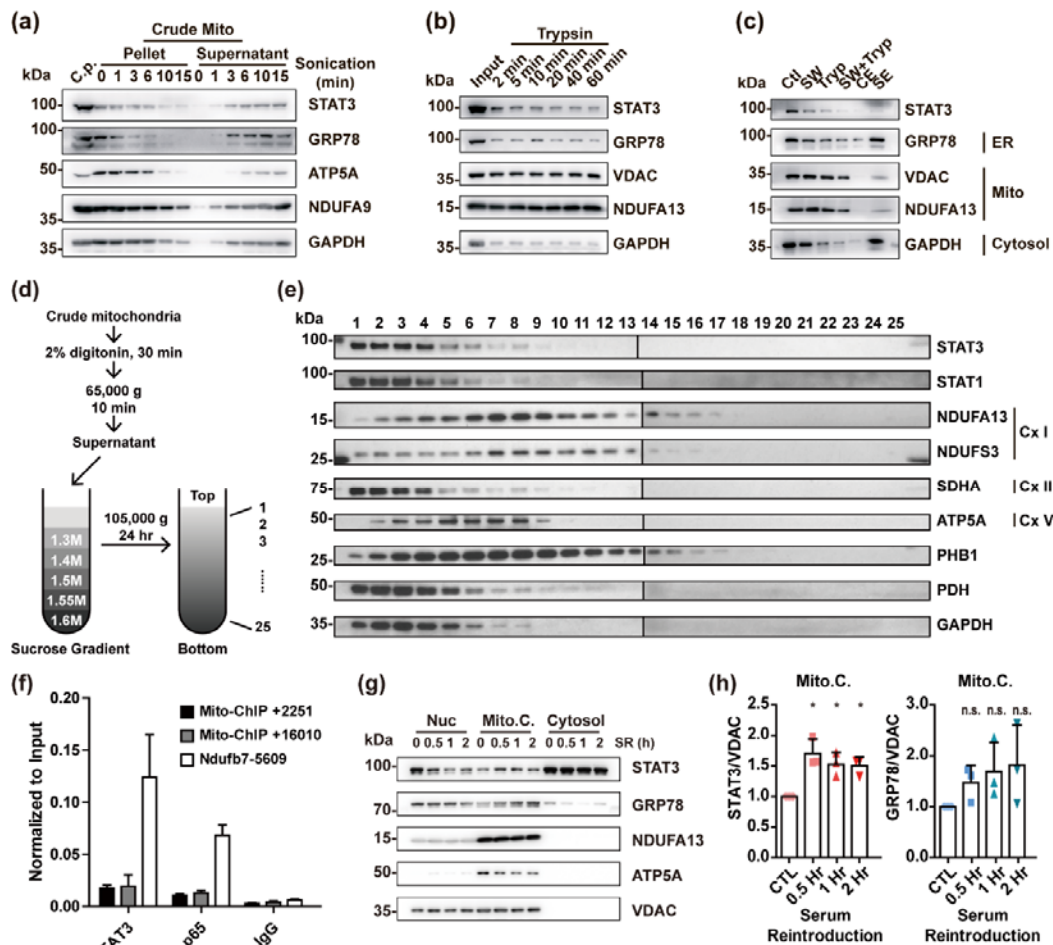 (a)
Crude Mito
Pellet Supernatant
kDa C.p. 0 1 3 6 10 15 0 1 3 6 10 15 Sonication (min)
100- STAT3
100- GRP78
50- ATP5A
35- NDUFA9
35- GAPDH
(b)
Trypsin
kDa Input 2 min 5 min 10 min 20 min 40 min 60 min
100- STAT3
100- GRP78
35- VDAC
15- NDUFA13
35- GAPDH
(c)
kDa Ctl SW Tryp SW+Tryp CE SE
100- STAT3
100- GRP78 ER
35- VDAC
Mito
15- NDUFA13
35- GAPDH Cytosol
(d)
Crude mitochondria
2% digitonin, 30 min
65,000 g
10 min
Supernatant
105,000 g
24 hr
Top
1
2
3
25
1.3M
1.4M
1.5M
1.55M
1.6M
Sucrose Gradient Bottom
(e)
kDa 1 2 3 4 5 6 7 8 9 10 11 12 13 14 15 16 17 18 19 20 21 22 23 24 25
100- STAT3
100- STAT1
15- NDUFA13
Cx I
25- NDUFS3
75- SDHA Cx II
50- ATP5A Cx V
25- PHB1
50- PDH
35- GAPDH
(f)
Normalized to Input
0.20
0.15
0.10
0.05
0.00
Mito-ChIP +2251
Mito-ChIP +16010
Ndufb7-5609
p65
IgG
(g)
Nuc Mito.C. Cytosol
kDa 0 0.5 1 2 0 0.5 1 2 0 0.5 1 2 SR (h)
100- STAT3
70- GRP78
15- NDUFA13
50- ATP5A
35- VDAC
(h)
Mito.C.
STAT3/VDAC
2.5
2.0
1.5
1.0
0.5
0.0
* * *
CTL 0.5 Hr 1 Hr 2 Hr
Serum
Reintroduction
Mito.C.
GRP78/VDAC
3.0
2.0
1.0
0.0
n.s. n.s. n.s.
CTL 0.5 Hr 1 Hr 2 Hr
Serum
Reintroduction